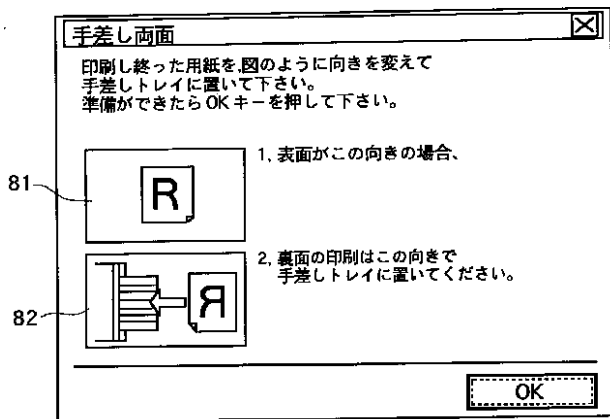 手差し両面
印刷し終った用紙を,図のように向きを変えて
手差しトレイに置いて下さい。
準備ができたらOKキーを押して下さい。
81
R
1, 表面がこの向きの場合、
82
R
2, 裏面の印刷はこの向きで
手差しトレイに置いてください。
OK